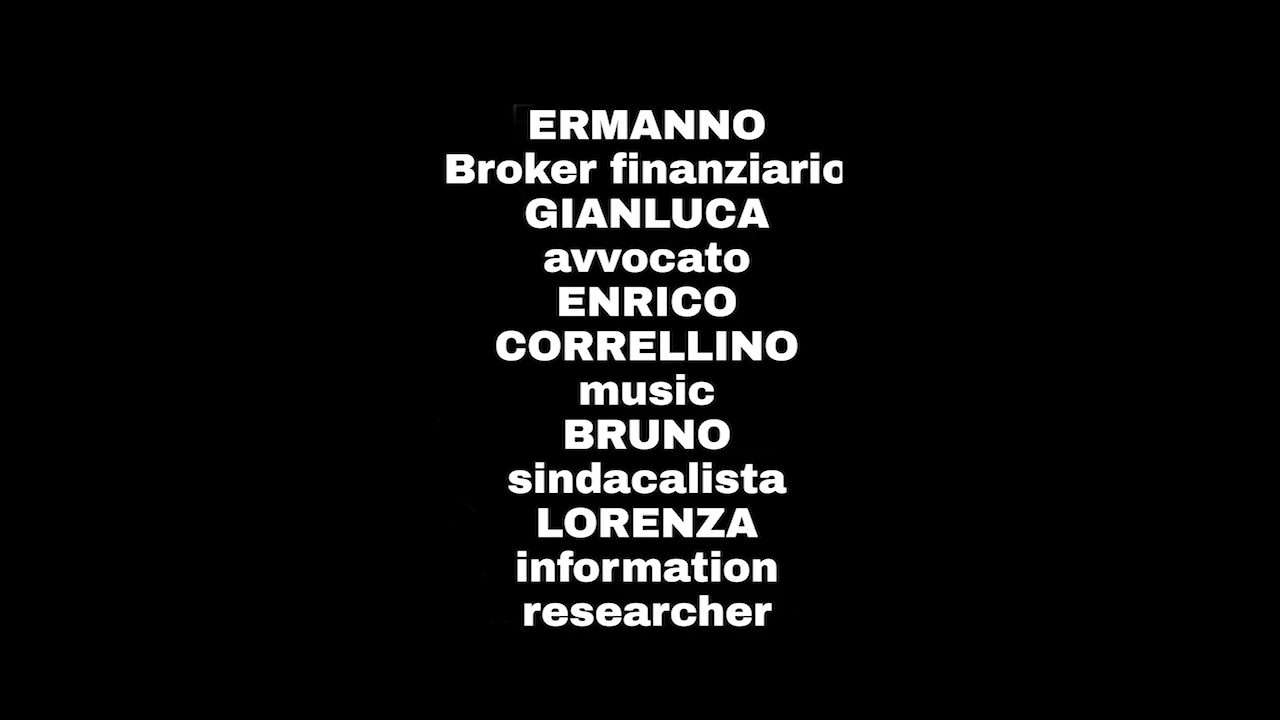 ERMANNO
Broker finanziario
GIANLUCA
avvocato
ENRICO
CORRELLINO
music
BRUNO
sindacalista
LORENZA
information
researcher